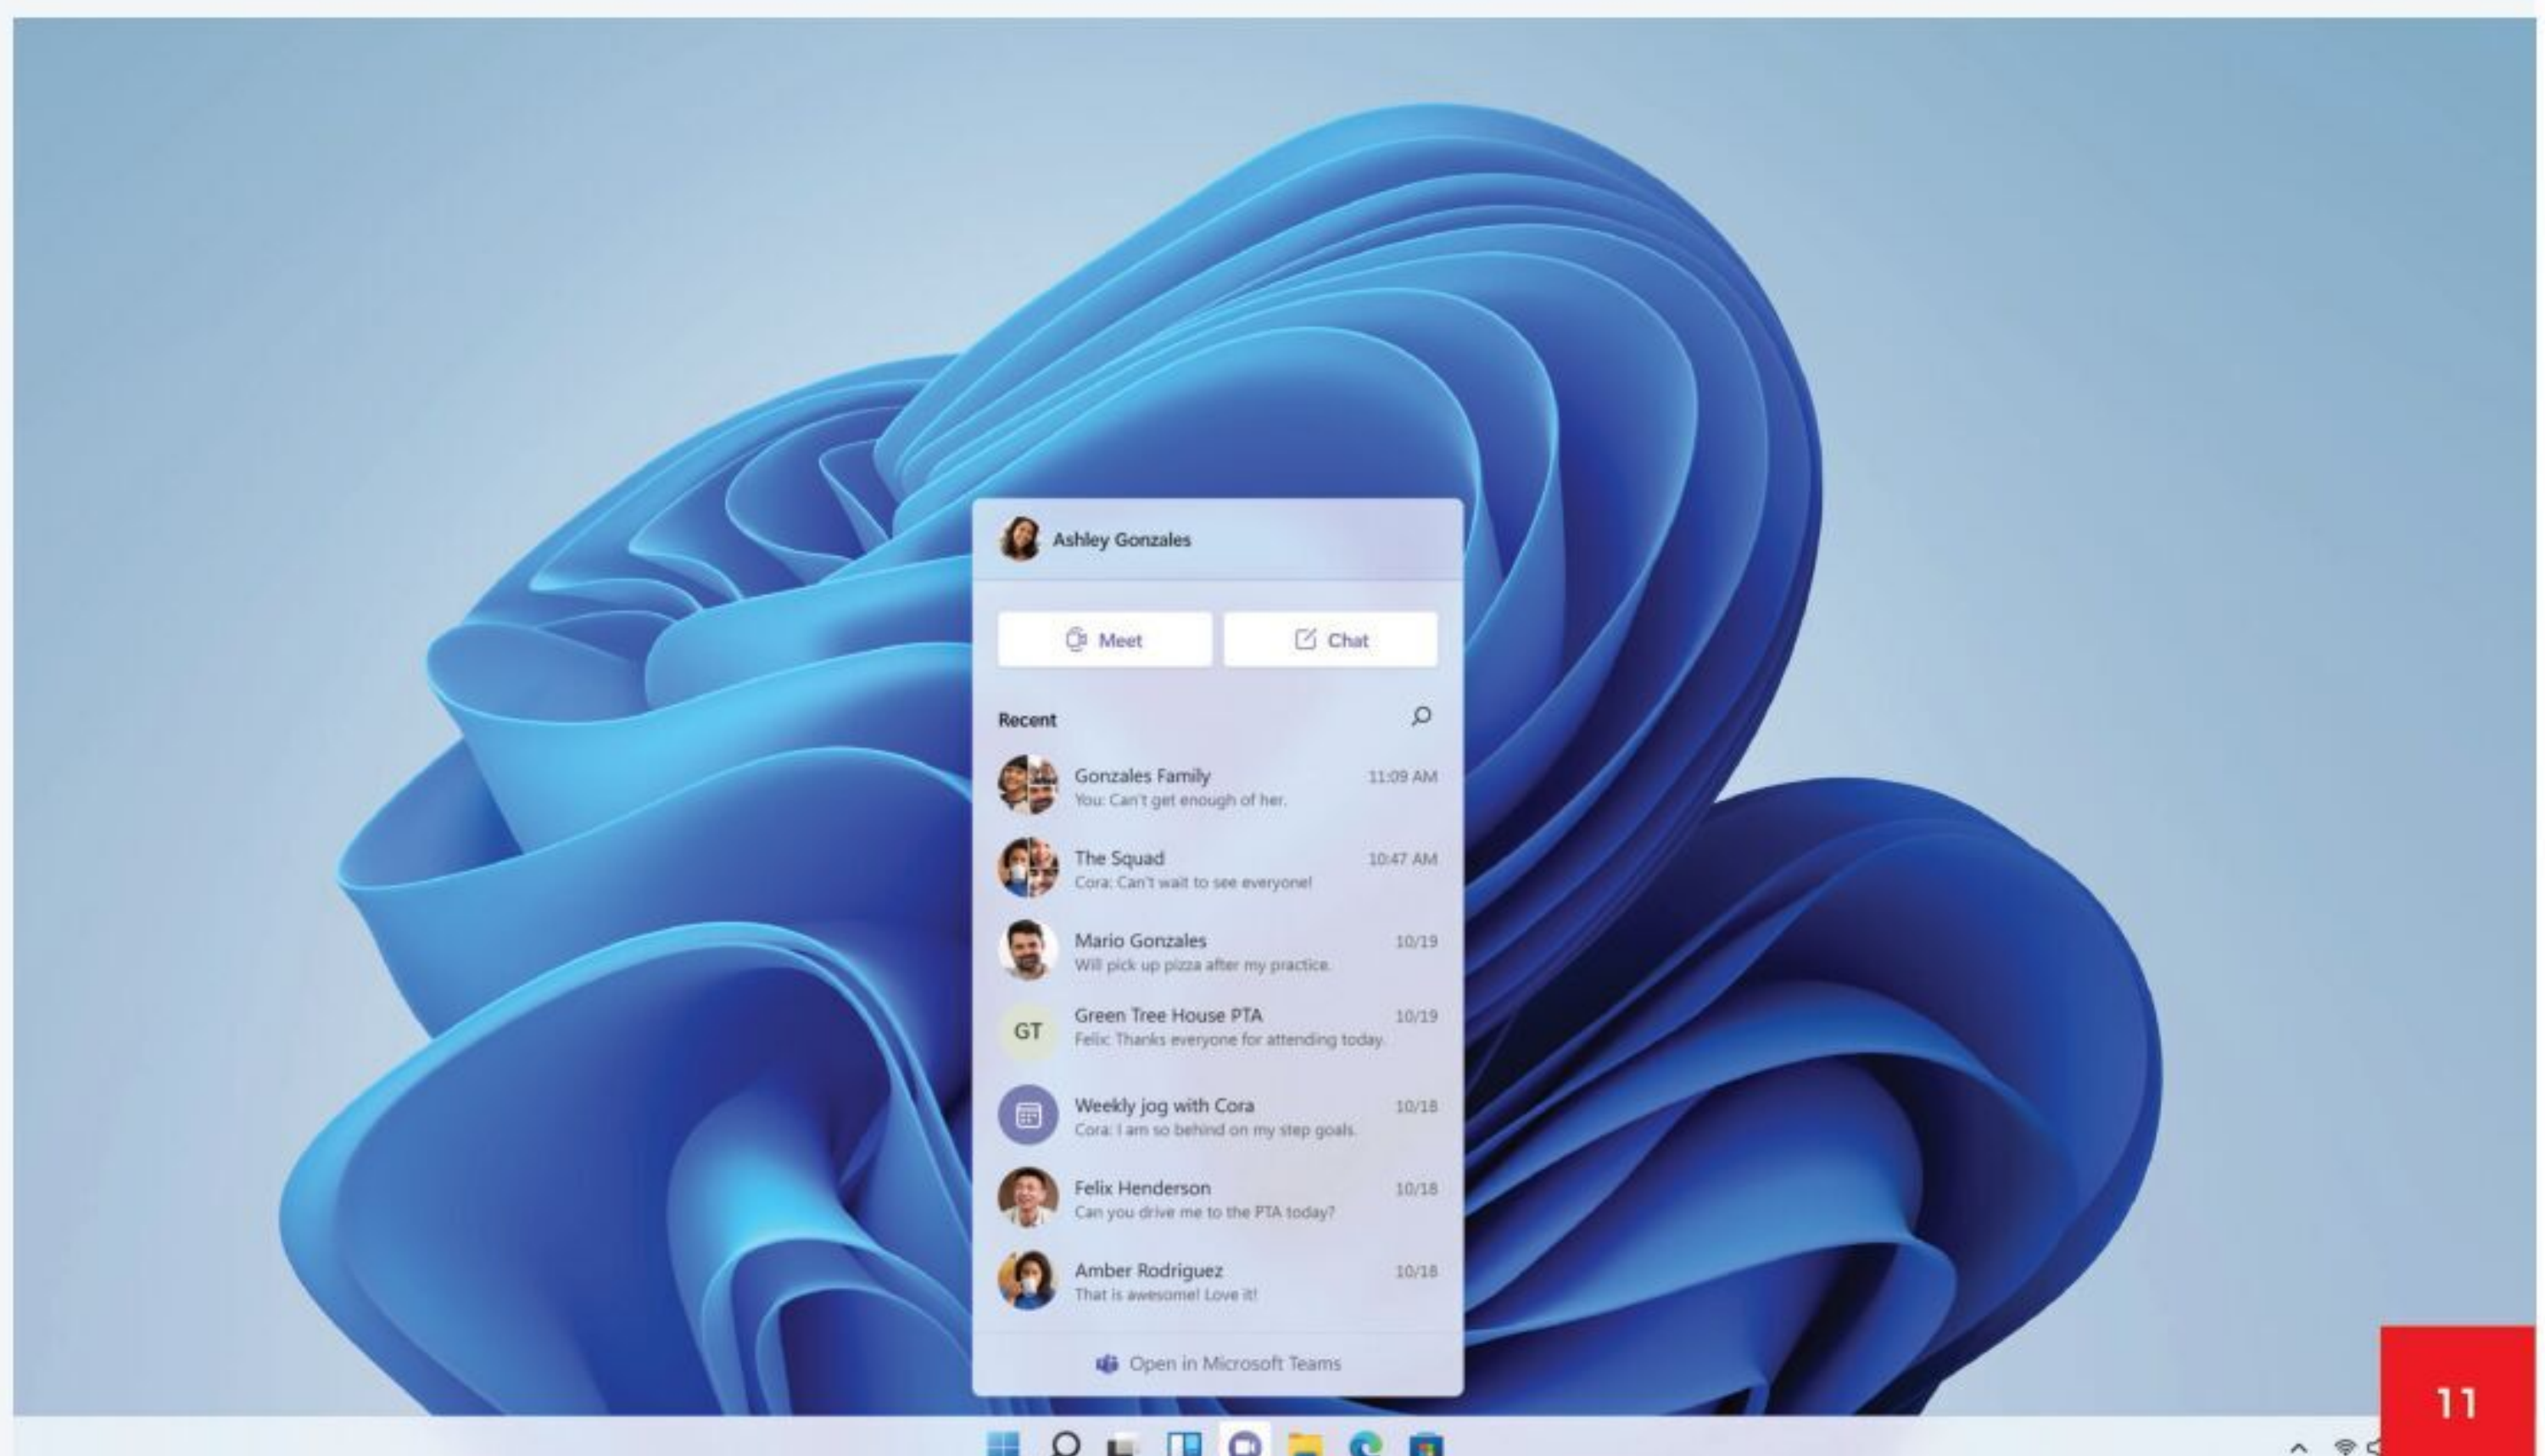 Ashley Gonzales
Meet
Chat
Recent
Gonzales Family 11:09 AM
You: Can't get enough of her.
The Squad 10:47 AM
Cora: Can't wait to see everyone!
Mario Gonzales 10/19
Will pick up pizza after my practice.
GT
Green Tree House PTA 10/19
Felix: Thanks everyone for attending today.
Weekly jog with Cora 10/18
Cora: I am so behind on my step goals.
Felix Henderson 10/18
Can you drive me to the PTA today?
Amber Rodriguez 10/18
That is awesome! Love it!
Open in Microsoft Teams
11